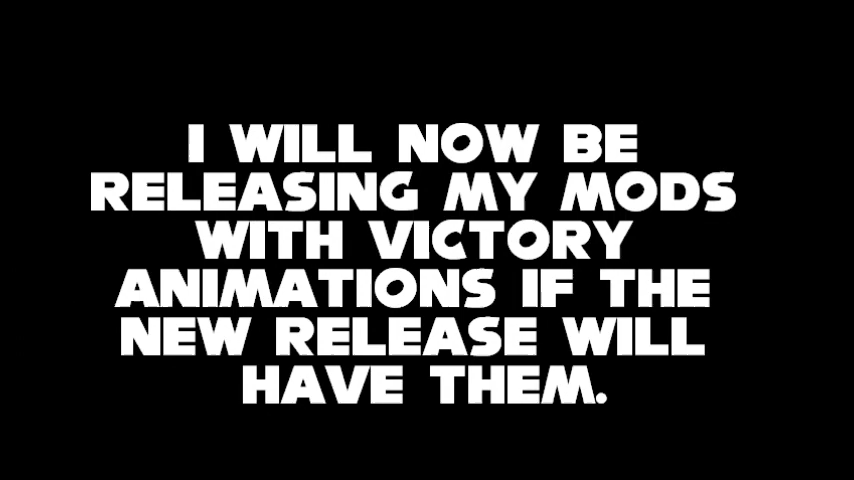 I WILL NOW BE
RELEASING MY MODS
WITH VICTORY
ANIMATIONS IF THE
NEW RELEASE WILL
HAVE THEM.